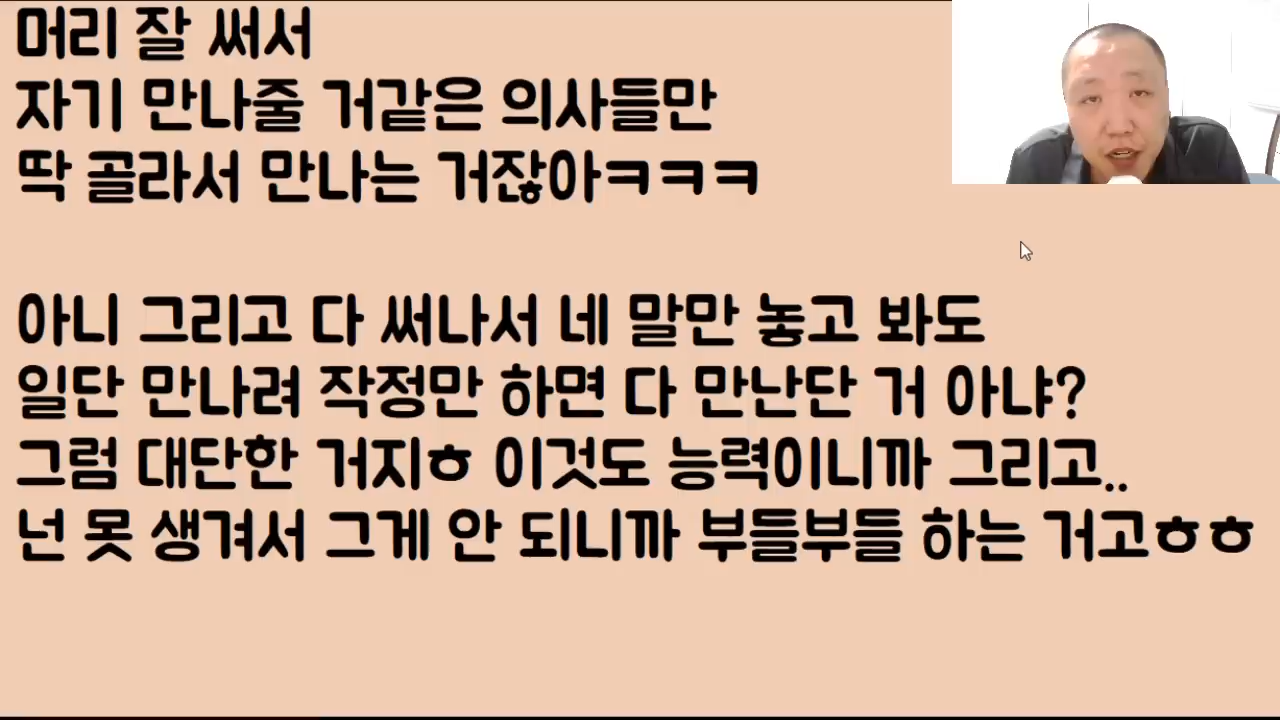 머리 잘 써서
자기 만나줄 거같은 의사들만
딱 골라서 만나는 거잖아ㅋㅋㅋ
아니 그리고 다 써나서 네 말만 놓고 봐도
일단 만나려 작정만 하면 다 만난단 거 아냐?
그럼 대단한 거지ㅎ 이것도 능력이니까 그리고..
넌 못 생겨서 그게 안 되니까 부들부들 하는 거고ㅎㅎ